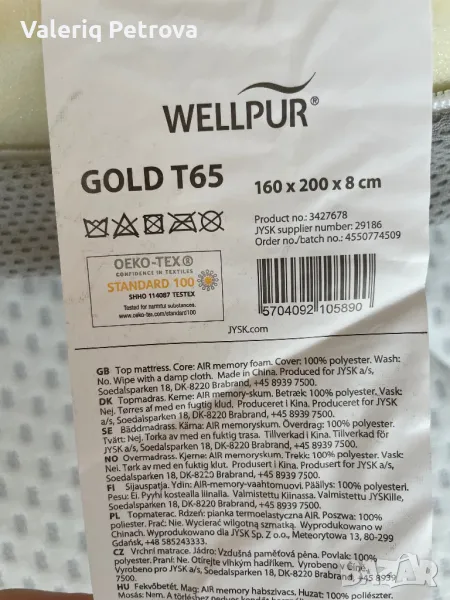 Valeriq Petrova
WELLPUR®
GOLD T65
160 x 200 x 8 cm
Product no.: 3427678
JYSK supplier number: 29186
Order no./batch no.: 4550774509
OEKO-TEX®
CONFIDENCE IN TEXTILES
STANDARD 100
SHHO 114087 TESTEX
Tested for harmful substances.
www.oeko-tex.com/standard100
5704092 105890
JYSK.com
GB Top mattress. Core: AIR memory foam. Cover: 100% polyester. Wash:
No. Wipe with a damp cloth. Made in China. Produced for JYSK a/s,
Soedalsparken 18, DK-8220 Brabrand, +45 8939 7500.
DK Topmadras. Kerne: AIR memory-skum. Betræk: 100% polyester. Vask:
Nej. Tørres af med en fugtig klud. Produceret i Kina. Produceret for JYSK
a/s, Soedalsparken 18, DK-8220 Brabrand, +45 8939 7500.
SE Bäddmadrass. Kärna: AIR memoryskum. Överdrag: 100% polyester.
Tvätt: Nej. Torka av med en fuktig trasa. Tillverkad i Kina. Tillverkad för
JYSK a/s, Soedalsparken 18, DK-8220 Brabrand, +45 8939 7500.
NO Overmadrass. Kjerne: AIR memoryskum. Trekk: 100% polyester. Vask:
Nei. Tørk av med en fuktig klut. Produsert i Kina. Produsert for JYSK a/s,
Soedalsparken 18, DK-8220 Brabrand, +45 8939 7500.
FI Sijauspatja. Ydin: AIR-memory-vaahtomuovi. Päällys: 100% polyesteri.
Pesu: Ei. Pyyhi kostealla liinalla. Valmistettu Kiinassa. Valmistettu JYSKille,
Soedalsparken 18, DK-8220 Brabrand, +45 8939 7500.
PL Topmaterac. Rdzeń: pianka termoelastyczna AIR. Poszwa: 100%
poliester. Prać: Nie. Wycierać wilgotną szmatką. Wyprodukowano w
Chinach. Wyprodukowano dla JYSK Sp. z o.o., Meteorytowa 13, 80-299
Gdańsk, +48 585243333.
CZ Vrchní matrace. Jádro: Vzdušná paměťová pěna. Povlak: 100%
polyester. Praní: Ne. Otírejte vlhkým hadříkem. Vyrobeno v Číně.
Vyrobeno pro JYSK a/s, Soedalsparken 18, DK-8220 Brabrand, +45 8939
7500.
HU Fekvőbetét. Mag: AIR memory habszivacs. Huzat: 100% poliészter.
Mosás: Nem. A törléshez
BAZAR